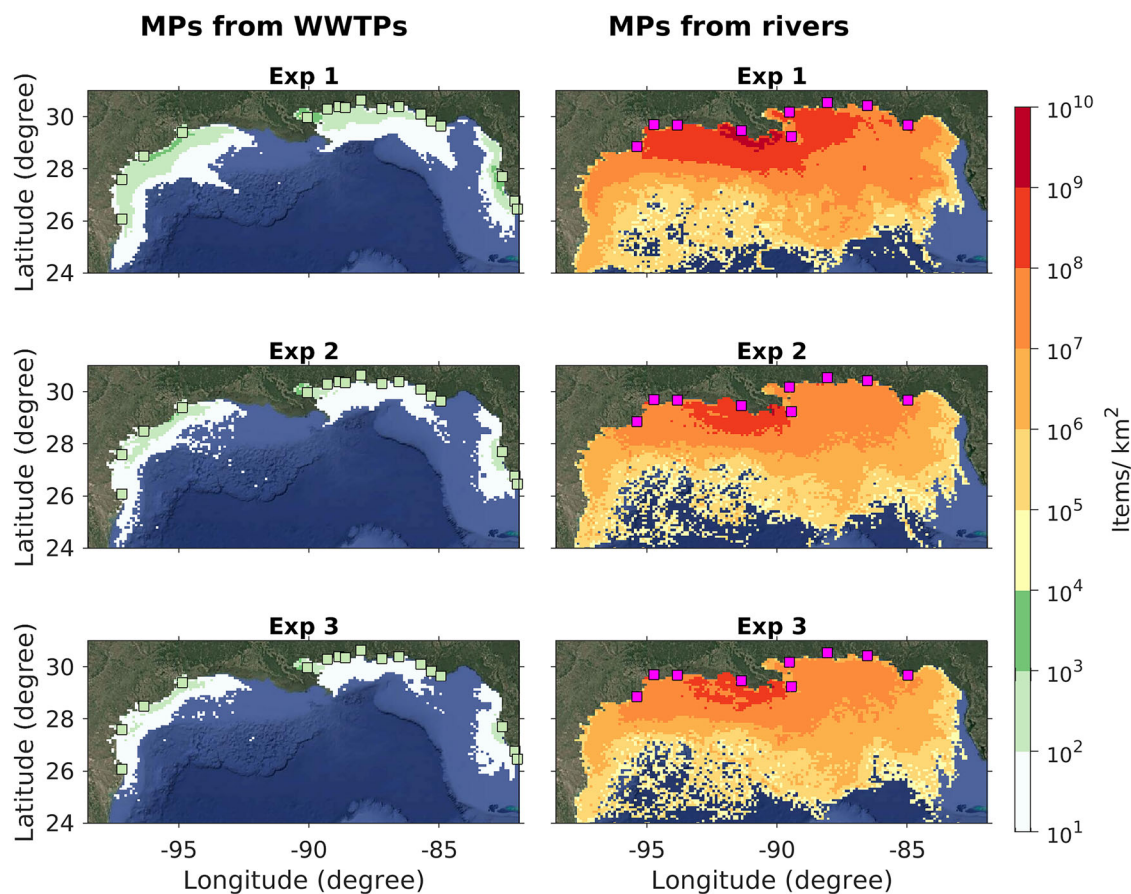 MPs from WWTPs
MPs from rivers
Exp 1
Exp 1
Latitude (degree)
30
28
26
24
Exp 2
Exp 2
Latitude (degree)
30
28
26
24
Exp 3
Exp 3
Latitude (degree)
30
28
26
24
-95
-90
-85
-95
-90
-85
Longitude (degree)
Longitude (degree)
10^10
10^9
10^8
10^7
10^6
10^5
10^4
10^3
10^2
10^1
Items/ km^2